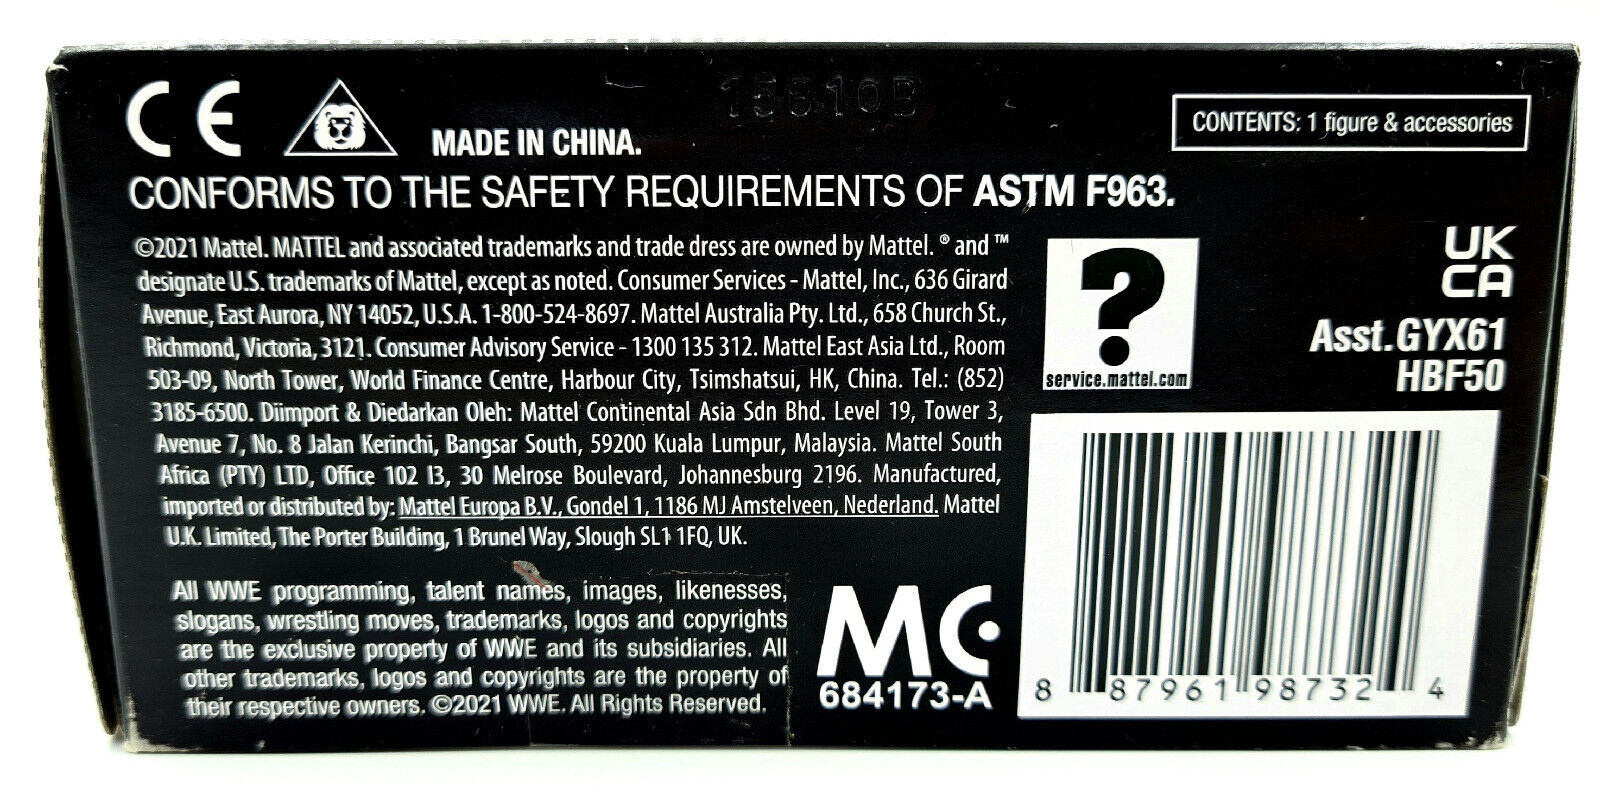 CE
MADE IN CHINA.
CONTENTS: 1 figure & accessories
CONFORMS TO THE SAFETY REQUIREMENTS OF ASTM F963.
©2021 Mattel. MATTEL and associated trademarks and trade dress are owned by Mattel. ® and ™
designate U.S. trademarks of Mattel, except as noted. Consumer Services - Mattel, Inc., 636 Girard
Avenue, East Aurora, NY 14052, U.S.A. 1-800-524-8697. Mattel Australia Pty. Ltd., 658 Church St.,
Richmond, Victoria, 3121. Consumer Advisory Service - 1300 135 312. Mattel East Asia Ltd., Room
503-09, North Tower, World Finance Centre, Harbour City, Tsimshatsui, HK, China. Tel.: (852)
3185-6500. Diimport & Diedarkan Oleh: Mattel Continental Asia Sdn Bhd. Level 19, Tower 3,
Avenue 7, No. 8 Jalan Kerinchi, Bangsar South, 59200 Kuala Lumpur, Malaysia. Mattel South
Africa (PTY) LTD, Office 102 I3, 30 Melrose Boulevard, Johannesburg 2196. Manufactured,
imported or distributed by: Mattel Europa B.V., Gondel 1, 1186 MJ Amstelveen, Nederland. Mattel
U.K. Limited, The Porter Building, 1 Brunel Way, Slough SL1 1FQ, UK.
?
service.mattel.com
UK
CA
Asst.GYX61
HBF50
All WWE programming, talent names, images, likenesses,
slogans, wrestling moves, trademarks, logos and copyrights
are the exclusive property of WWE and its subsidiaries. All
other trademarks, logos and copyrights are the property of
their respective owners. ©2021 WWE. All Rights Reserved.
MC
684173-A
8 87961 98732 4